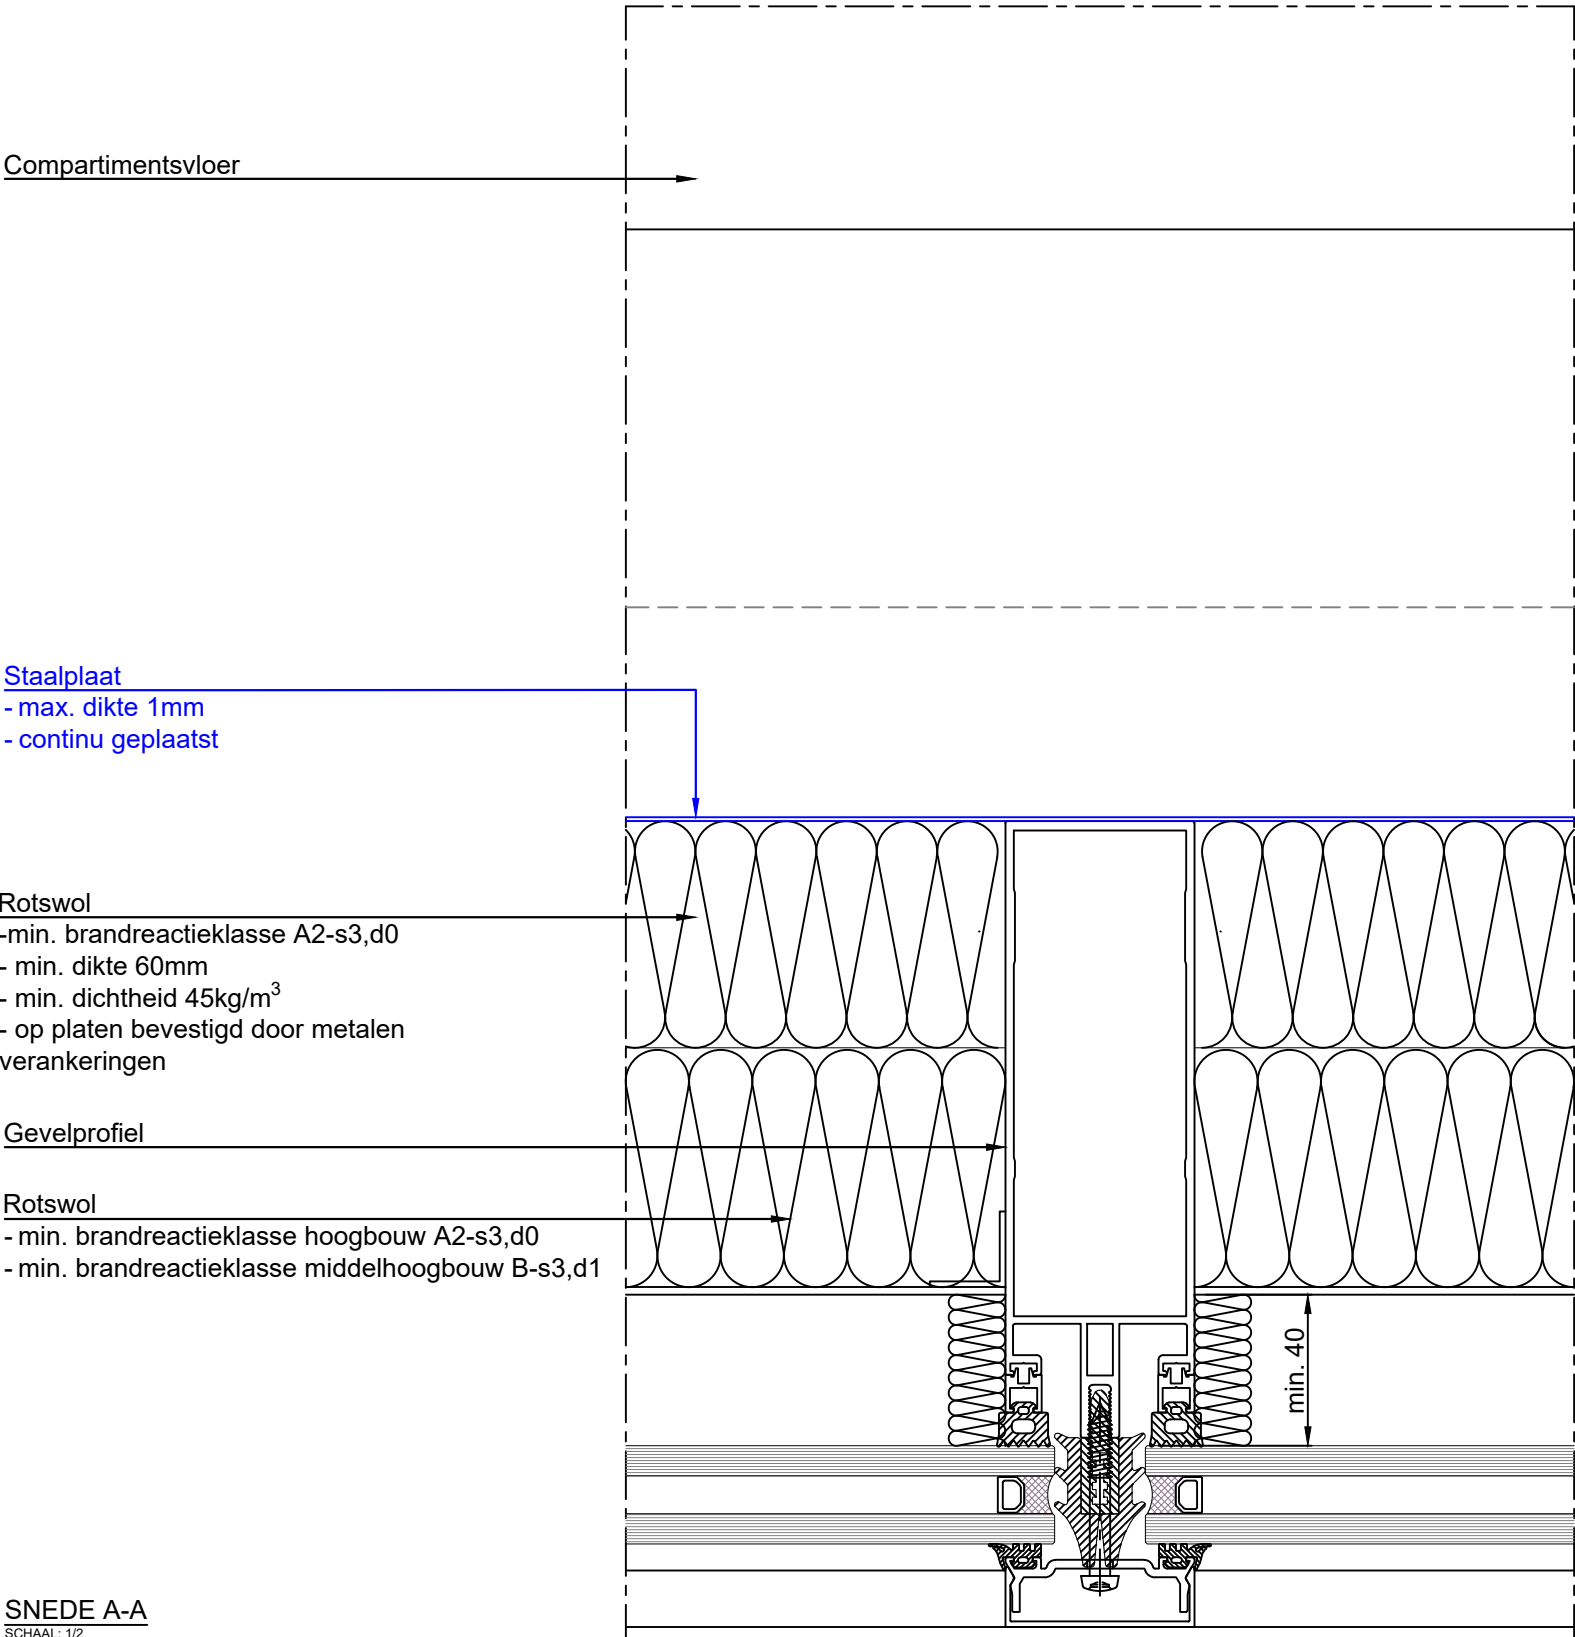 Compartimentsvloer
Staalplaat
- max. dikte 1mm
- continu geplaatst
Rotswol
-min. brandreactieklasse A2-s3,d0
- min. dikte 60mm
- min. dichtheid 45kg/m³
- op platen bevestigd door metalen
verankeringen
Gevelprofiel
Rotswol
- min. brandreactieklasse hoogbouw A2-s3,d0
- min. brandreactieklasse middelhoogbouw B-s3,d1
min. 40
SNEDE A-A
SCHAAL: 1/2